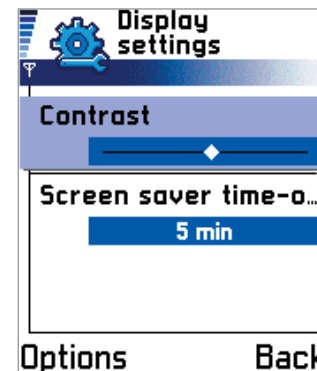 Display
settings
Contrast
Screen saver time-o...
5 min
Options Back